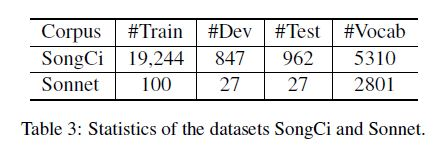 Corpus #Train #Dev #Test #Vocab
SongCi 19,244 847 962 5310
Sonnet 100 27 27 2801
Table 3: Statistics of the datasets SongCi and Sonnet.